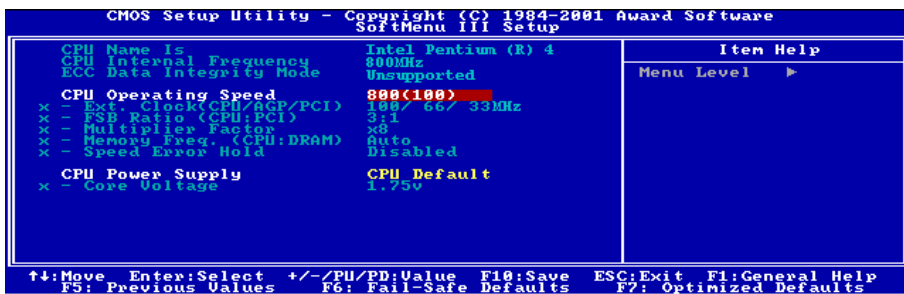 CMOS Setup Utility - Copyright (C) 1984-2001 Award Software
SoftMenu III Setup
CPU Name Is Intel Pentium (R) 4
CPU Internal Frequency 800MHz
ECC Data Integrity Mode Unsupported
CPU Operating Speed 800(100)
x - Ext. Clock(CPU/AGP/PCI) 100/ 66/ 33MHz
x - FSB Ratio (CPU:PCI) 3:1
x - Multiplier Factor x8
x - Memory Freq. (CPU:DRAM) Auto
x - Speed Error Hold Disabled
CPU Power Supply CPU Default
x - Core Voltage 1.75v
Item Help
Menu Level ▶
↑↓:Move Enter:Select +/-/PU/PD:Value F10:Save ESC:Exit F1:General Help
F5: Previous Values F6: Fail-Safe Defaults F7: Optimized Defaults